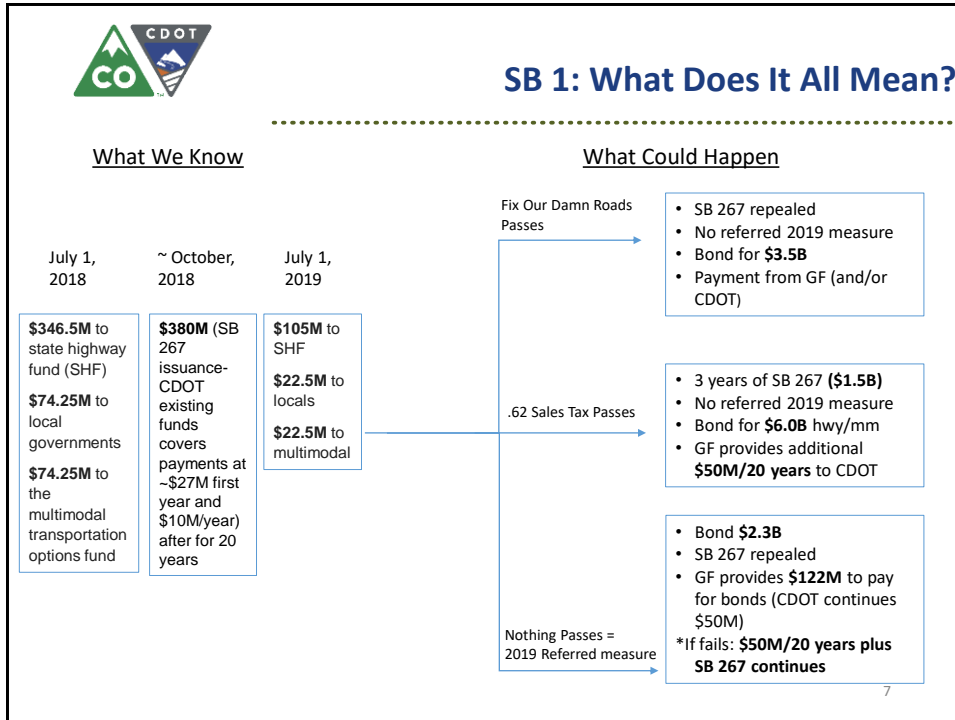 CDOT
CO
TM
SB 1: What Does It All Mean?
What We Know
What Could Happen
July 1,
2018
~ October,
2018
July 1,
2019
$346.5M to
state highway
fund (SHF)
$74.25M to
local
governments
$74.25M to
the
multimodal
transportation
options fund
$380M (SB
267
issuance-
CDOT
existing
funds
covers
payments at
~$27M first
year and
$10M/year)
after for 20
years
$105M to
SHF
$22.5M to
locals
$22.5M to
multimodal
Fix Our Damn Roads
Passes
• SB 267 repealed
• No referred 2019 measure
• Bond for $3.5B
• Payment from GF (and/or
CDOT)
.62 Sales Tax Passes
• 3 years of SB 267 ($1.5B)
• No referred 2019 measure
• Bond for $6.0B hwy/mm
• GF provides additional
$50M/20 years to CDOT
Nothing Passes =
2019 Referred measure
• Bond $2.3B
• SB 267 repealed
• GF provides $122M to pay
for bonds (CDOT continues
$50M)
*If fails: $50M/20 years plus
SB 267 continues
7